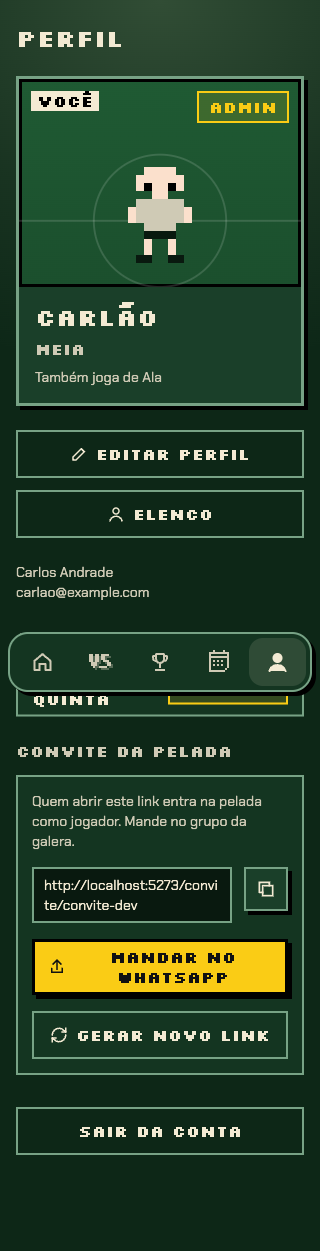 PERFIL
VOCÊ
ADMIN
CARLÃO
MEIA
Também joga de Ala
EDITAR PERFIL
ELENCO
Carlos Andrade
carlao@example.com
VS
QUINTA
CONVITE DA PELADA
Quem abrir este link entra na pelada
como jogador. Mande no grupo da
galera.
http://localhost:5273/convi
te/convite-dev
MANDAR NO
WHATSAPP
GERAR NOVO LINK
SAIR DA CONTA